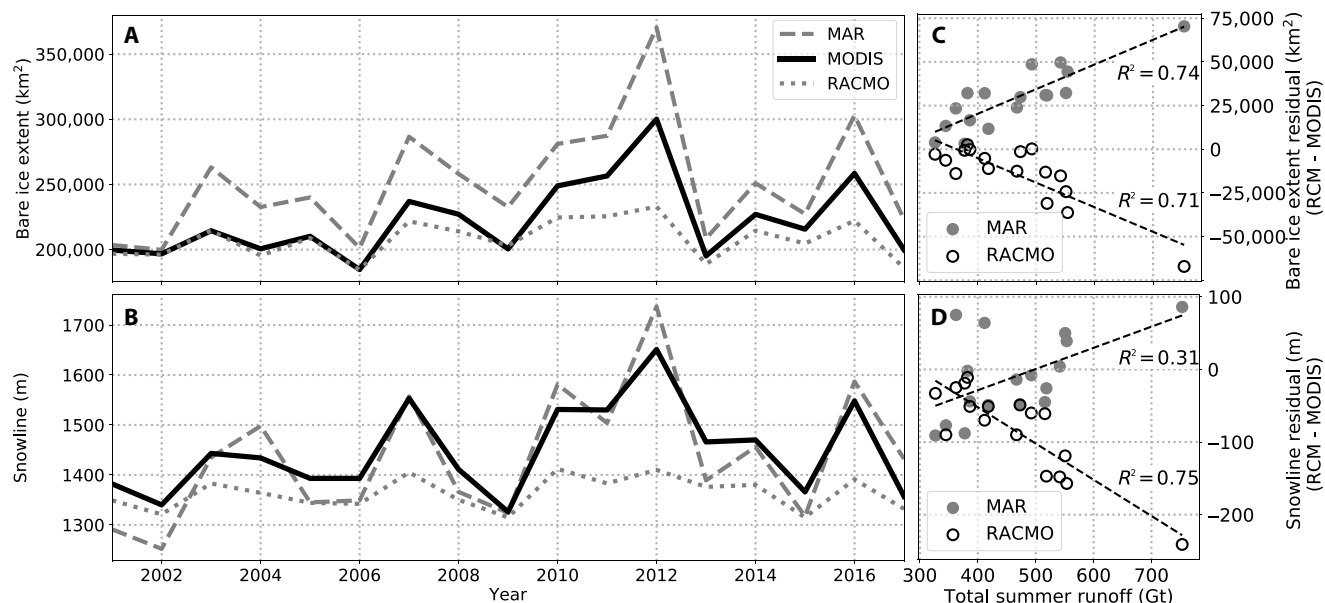 A
Bare ice extent (km²)
350,000
300,000
250,000
200,000
MAR
MODIS
RACMO
B
Snowline (m)
1700
1600
1500
1400
1300
2002 2004 2006 2008 2010 2012 2014 2016
Year
C
R² = 0.74
R² = 0.71
MAR
RACMO
75,000
50,000
25,000
0
−25,000
−50,000
Bare ice extent residual (km²)
(RCM - MODIS)
D
R² = 0.31
R² = 0.75
MAR
RACMO
100
0
−100
−200
Snowline residual (m)
(RCM - MODIS)
300 400 500 600 700
Total summer runoff (Gt)